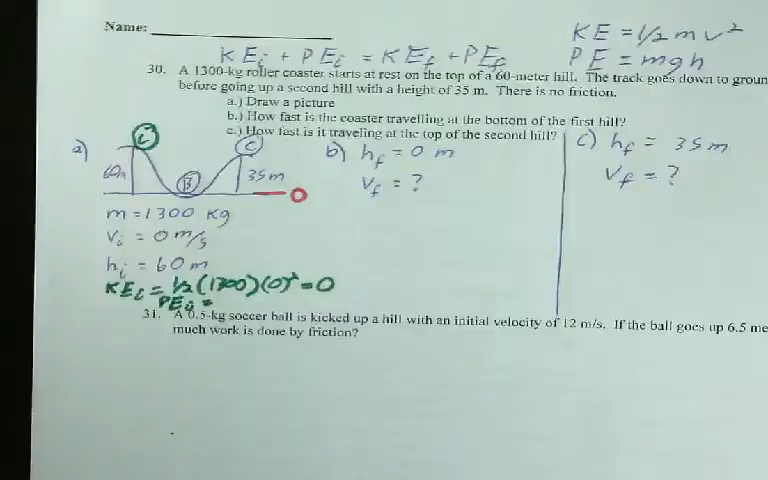 Name:
KE = 1/2 m v²
KEi + PEi = KEf + PEf
PE = mgh
30. A 1300-kg roller coaster starts at rest on the top of a 60-meter hill. The track goes down to groun
before going up a second hill with a height of 35 m. There is no friction.
a.) Draw a picture
b.) How fast is the coaster travelling at the bottom of the first hill?
c.) How fast is it traveling at the top of the second hill?
a)
i
60m
B
C
35m
0
m = 1300 kg
vi = 0 m/s
hi = 60 m
KEi = 1/2 (1300)(0)² = 0
PEi =
b) hf = 0 m
vf = ?
c) hf = 35m
vf = ?
31. A 0.5-kg soccer ball is kicked up a hill with an initial velocity of 12 m/s. If the ball goes up 6.5 me
much work is done by friction?